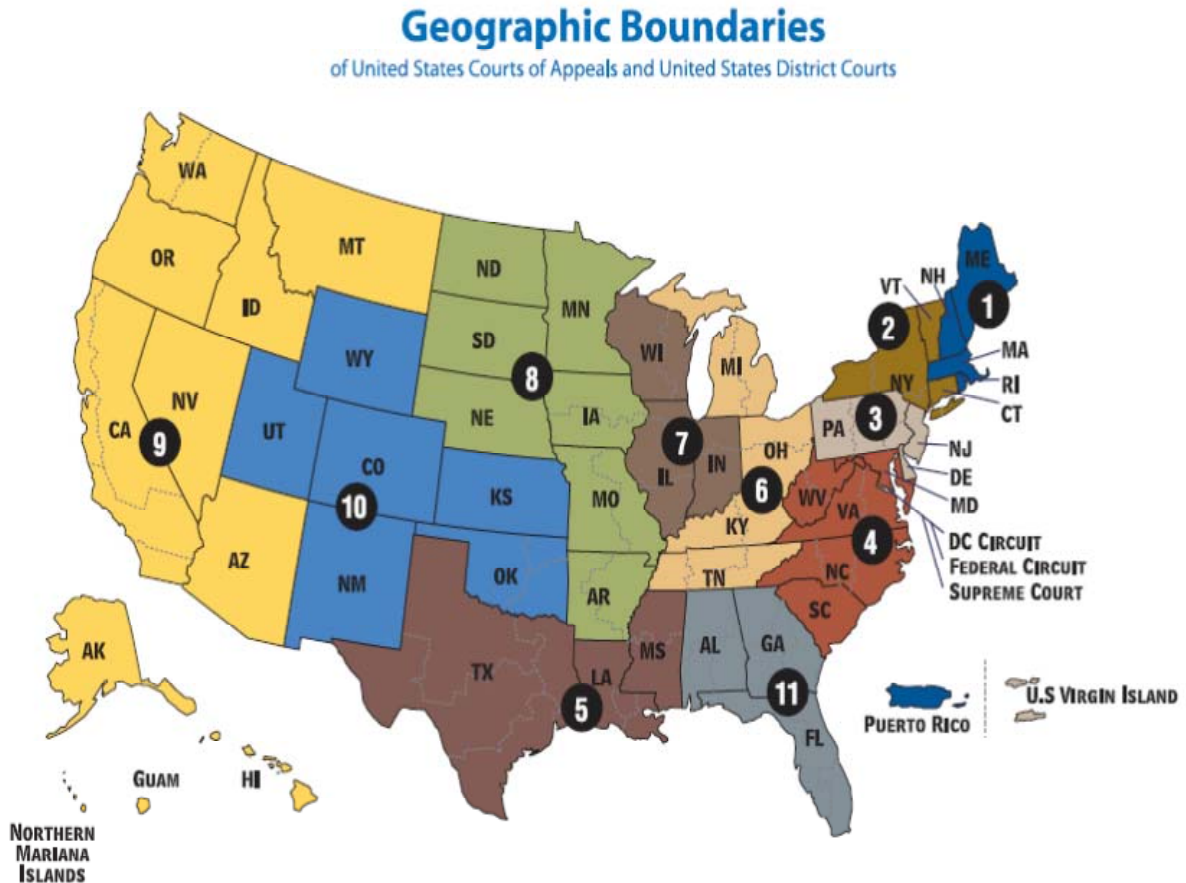 Geographic Boundaries
of United States Courts of Appeals and United States District Courts
WA
MT
OR
ID
ND
MN
SD
WY
WI
MI
ME
NH
VT
1
2
MA
RI
CT
NY
8
NE
IA
NV
CA
9
UT
CO
10
KS
MO
7
IL
IN
OH
6
PA
3
NJ
DE
MD
WV
VA
KY
4
DC CIRCUIT
FEDERAL CIRCUIT
SUPREME COURT
AZ
NM
OK
AR
TN
NC
SC
AK
TX
LA
MS
AL
GA
5
11
FL
PUERTO RICO
U.S VIRGIN ISLAND
GUAM
HI
NORTHERN
MARIANA
ISLANDS